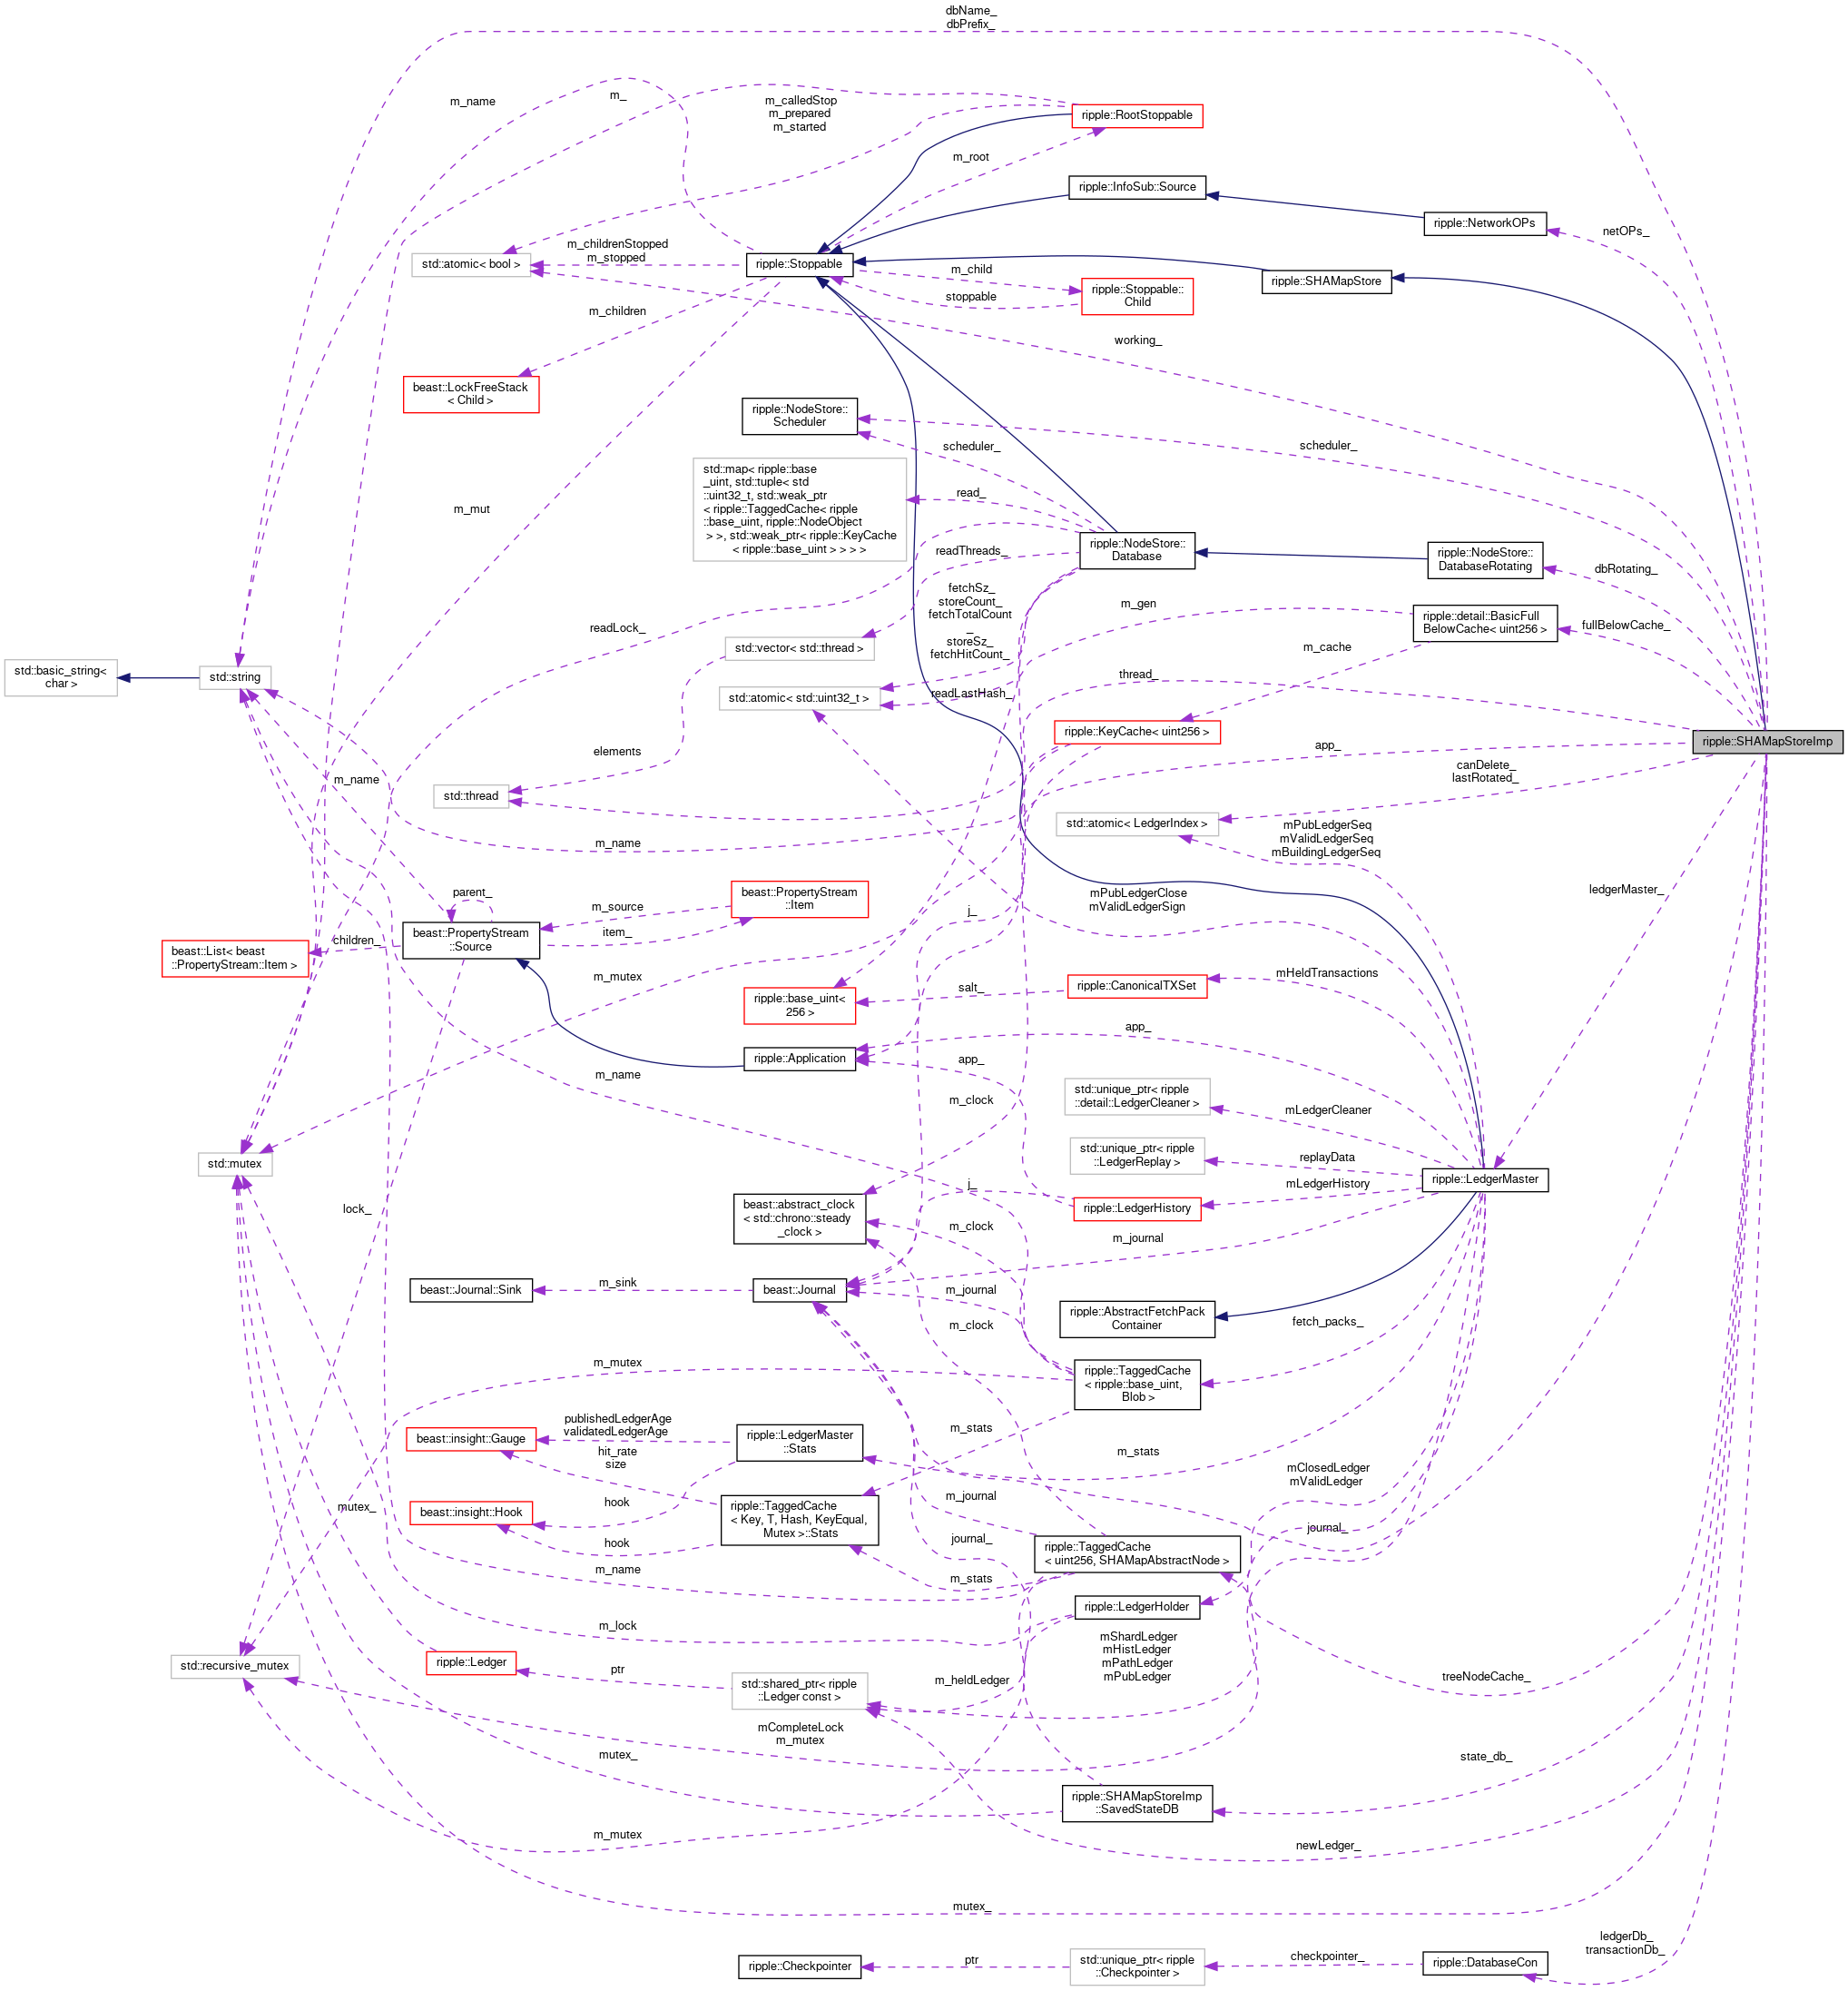 dbName_
dbPrefix_
m_name
m_
m_calledStop
m_prepared
m_started
ripple::RootStoppable
m_root
ripple::InfoSub::Source
ripple::NetworkOPs
netOPs_
std::atomic< bool >
m_childrenStopped
m_stopped
ripple::Stoppable
m_child
stoppable
ripple::Stoppable::
Child
ripple::SHAMapStore
m_children
working_
beast::LockFreeStack
< Child >
ripple::NodeStore::
Scheduler
scheduler_
scheduler_
std::map< ripple::base
_uint, std::tuple< std
::uint32_t, std::weak_ptr
< ripple::TaggedCache< ripple
::base_uint, ripple::NodeObject
> >, std::weak_ptr< ripple::KeyCache
< ripple::base_uint > > > >
read_
m_mut
readThreads_
ripple::NodeStore::
Database
ripple::NodeStore::
DatabaseRotating
dbRotating_
fetchSz_
storeCount_
fetchTotalCount
_
storeSz_
fetchHitCount_
m_gen
ripple::detail::BasicFull
BelowCache< uint256 >
fullBelowCache_
readLock_
std::vector< std::thread >
m_cache
std::basic_string<
char >
std::string
std::atomic< std::uint32_t >
readLastHash_
thread_
ripple::KeyCache< uint256 >
ripple::SHAMapStoreImp
elements
app_
canDelete_
lastRotated_
m_name
std::thread
std::atomic< LedgerIndex >
m_name
mPubLedgerSeq
mValidLedgerSeq
mBuildingLedgerSeq
parent_
beast::PropertyStream
::Item
m_source
item_
j_
mPubLedgerClose
mValidLedgerSign
ledgerMaster_
beast::PropertyStream
::Source
children_
beast::List< beast
::PropertyStream::Item >
m_mutex
ripple::base_uint<
256 >
salt_
ripple::CanonicalTXSet
mHeldTransactions
ripple::Application
app_
app_
m_name
m_clock
std::unique_ptr< ripple
::detail::LedgerCleaner >
mLedgerCleaner
std::unique_ptr< ripple
::LedgerReplay >
replayData
std::mutex
ripple::LedgerMaster
mLedgerHistory
j_
ripple::LedgerHistory
lock_
beast::abstract_clock
< std::chrono::steady
_clock >
m_clock
m_journal
beast::Journal::Sink
m_sink
beast::Journal
m_journal
ripple::AbstractFetchPack
Container
m_clock
fetch_packs_
m_mutex
ripple::TaggedCache
< ripple::base_uint,
Blob >
publishedLedgerAge
validatedLedgerAge
beast::insight::Gauge
ripple::LedgerMaster
::Stats
m_stats
m_stats
hit_rate
size
mClosedLedger
mValidLedger
beast::insight::Hook
hook
ripple::TaggedCache
< Key, T, Hash, KeyEqual,
Mutex >::Stats
m_journal
mutex_
hook
journal_
journal_
ripple::TaggedCache
< uint256, SHAMapAbstractNode >
m_name
m_stats
ripple::LedgerHolder
m_lock
std::recursive_mutex
ripple::Ledger
ptr
std::shared_ptr< ripple
::Ledger const >
m_heldLedger
mShardLedger
mHistLedger
mPathLedger
mPubLedger
treeNodeCache_
mCompleteLock
m_mutex
mutex_
state_db_
ripple::SHAMapStoreImp
::SavedStateDB
m_mutex
newLedger_
mutex_
ledgerDb_
transactionDb_
ripple::Checkpointer
ptr
std::unique_ptr< ripple
::Checkpointer >
checkpointer_
ripple::DatabaseCon